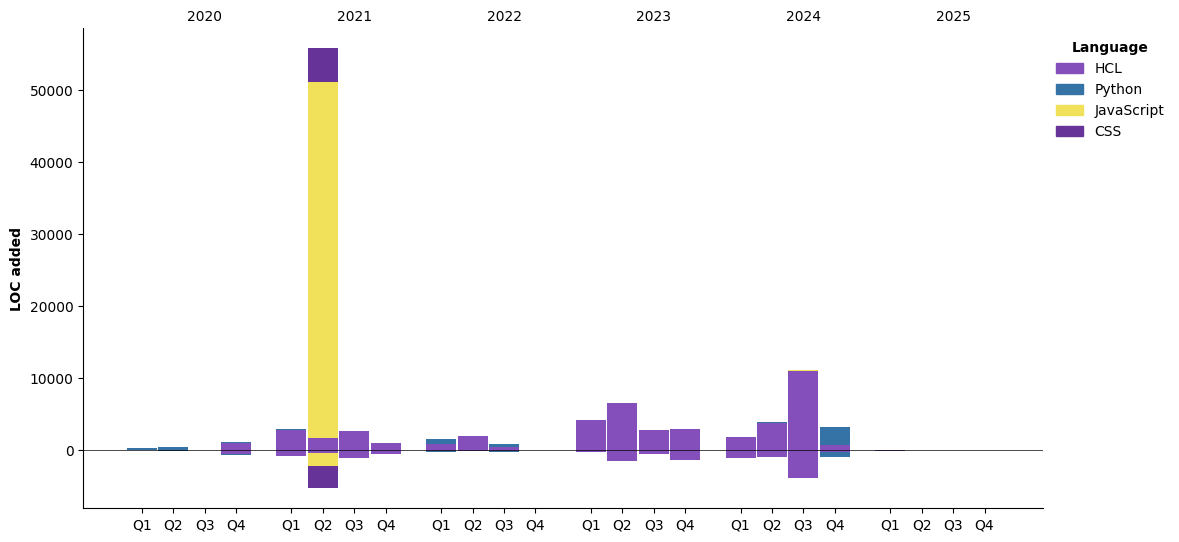 2020 2021 2022 2023 2024 2025
Language
HCL
Python
JavaScript
CSS
LOC added
50000
40000
30000
20000
10000
0
Q1 Q2 Q3 Q4 Q1 Q2 Q3 Q4 Q1 Q2 Q3 Q4 Q1 Q2 Q3 Q4 Q1 Q2 Q3 Q4 Q1 Q2 Q3 Q4